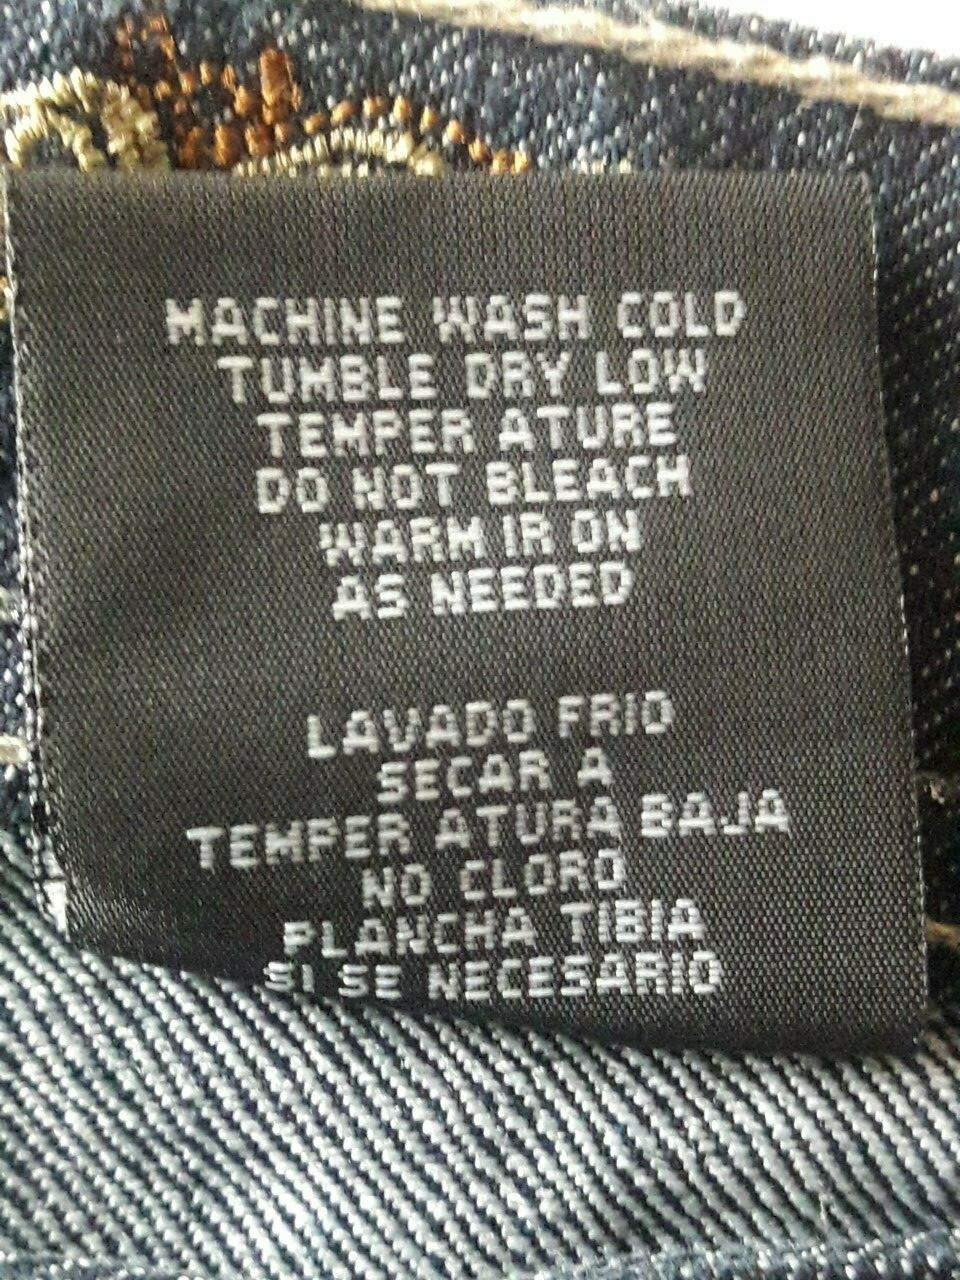 MACHINE WASH COLD
TUMBLE DRY LOW
TEMPER ATURE
DO NOT BLEACH
WARM IR ON
AS NEEDED
LAVADO FRIO
SECAR A
TEMPER ATURA BAJA
NO CLORO
PLANCHA TIBIA
SI SE NECESARIO